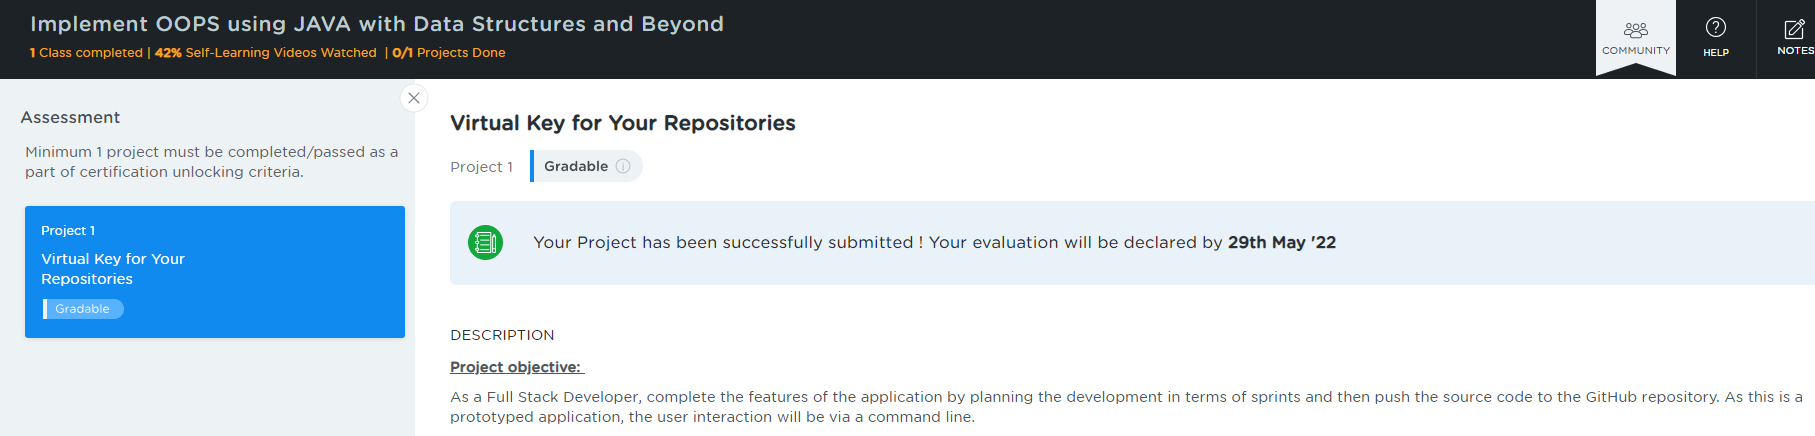 Implement OOPS using JAVA with Data Structures and Beyond
1 Class completed | 42% Self-Learning Videos Watched | 0/1 Projects Done
COMMUNITY
HELP
NOTES
Assessment
Minimum 1 project must be completed/passed as a
part of certification unlocking criteria.
Project 1
Virtual Key for Your
Repositories
Gradable
Virtual Key for Your Repositories
Project 1 Gradable
Your Project has been successfully submitted ! Your evaluation will be declared by 29th May '22
DESCRIPTION
Project objective:
As a Full Stack Developer, complete the features of the application by planning the development in terms of sprints and then push the source code to the GitHub repository. As this is a
prototyped application, the user interaction will be via a command line.